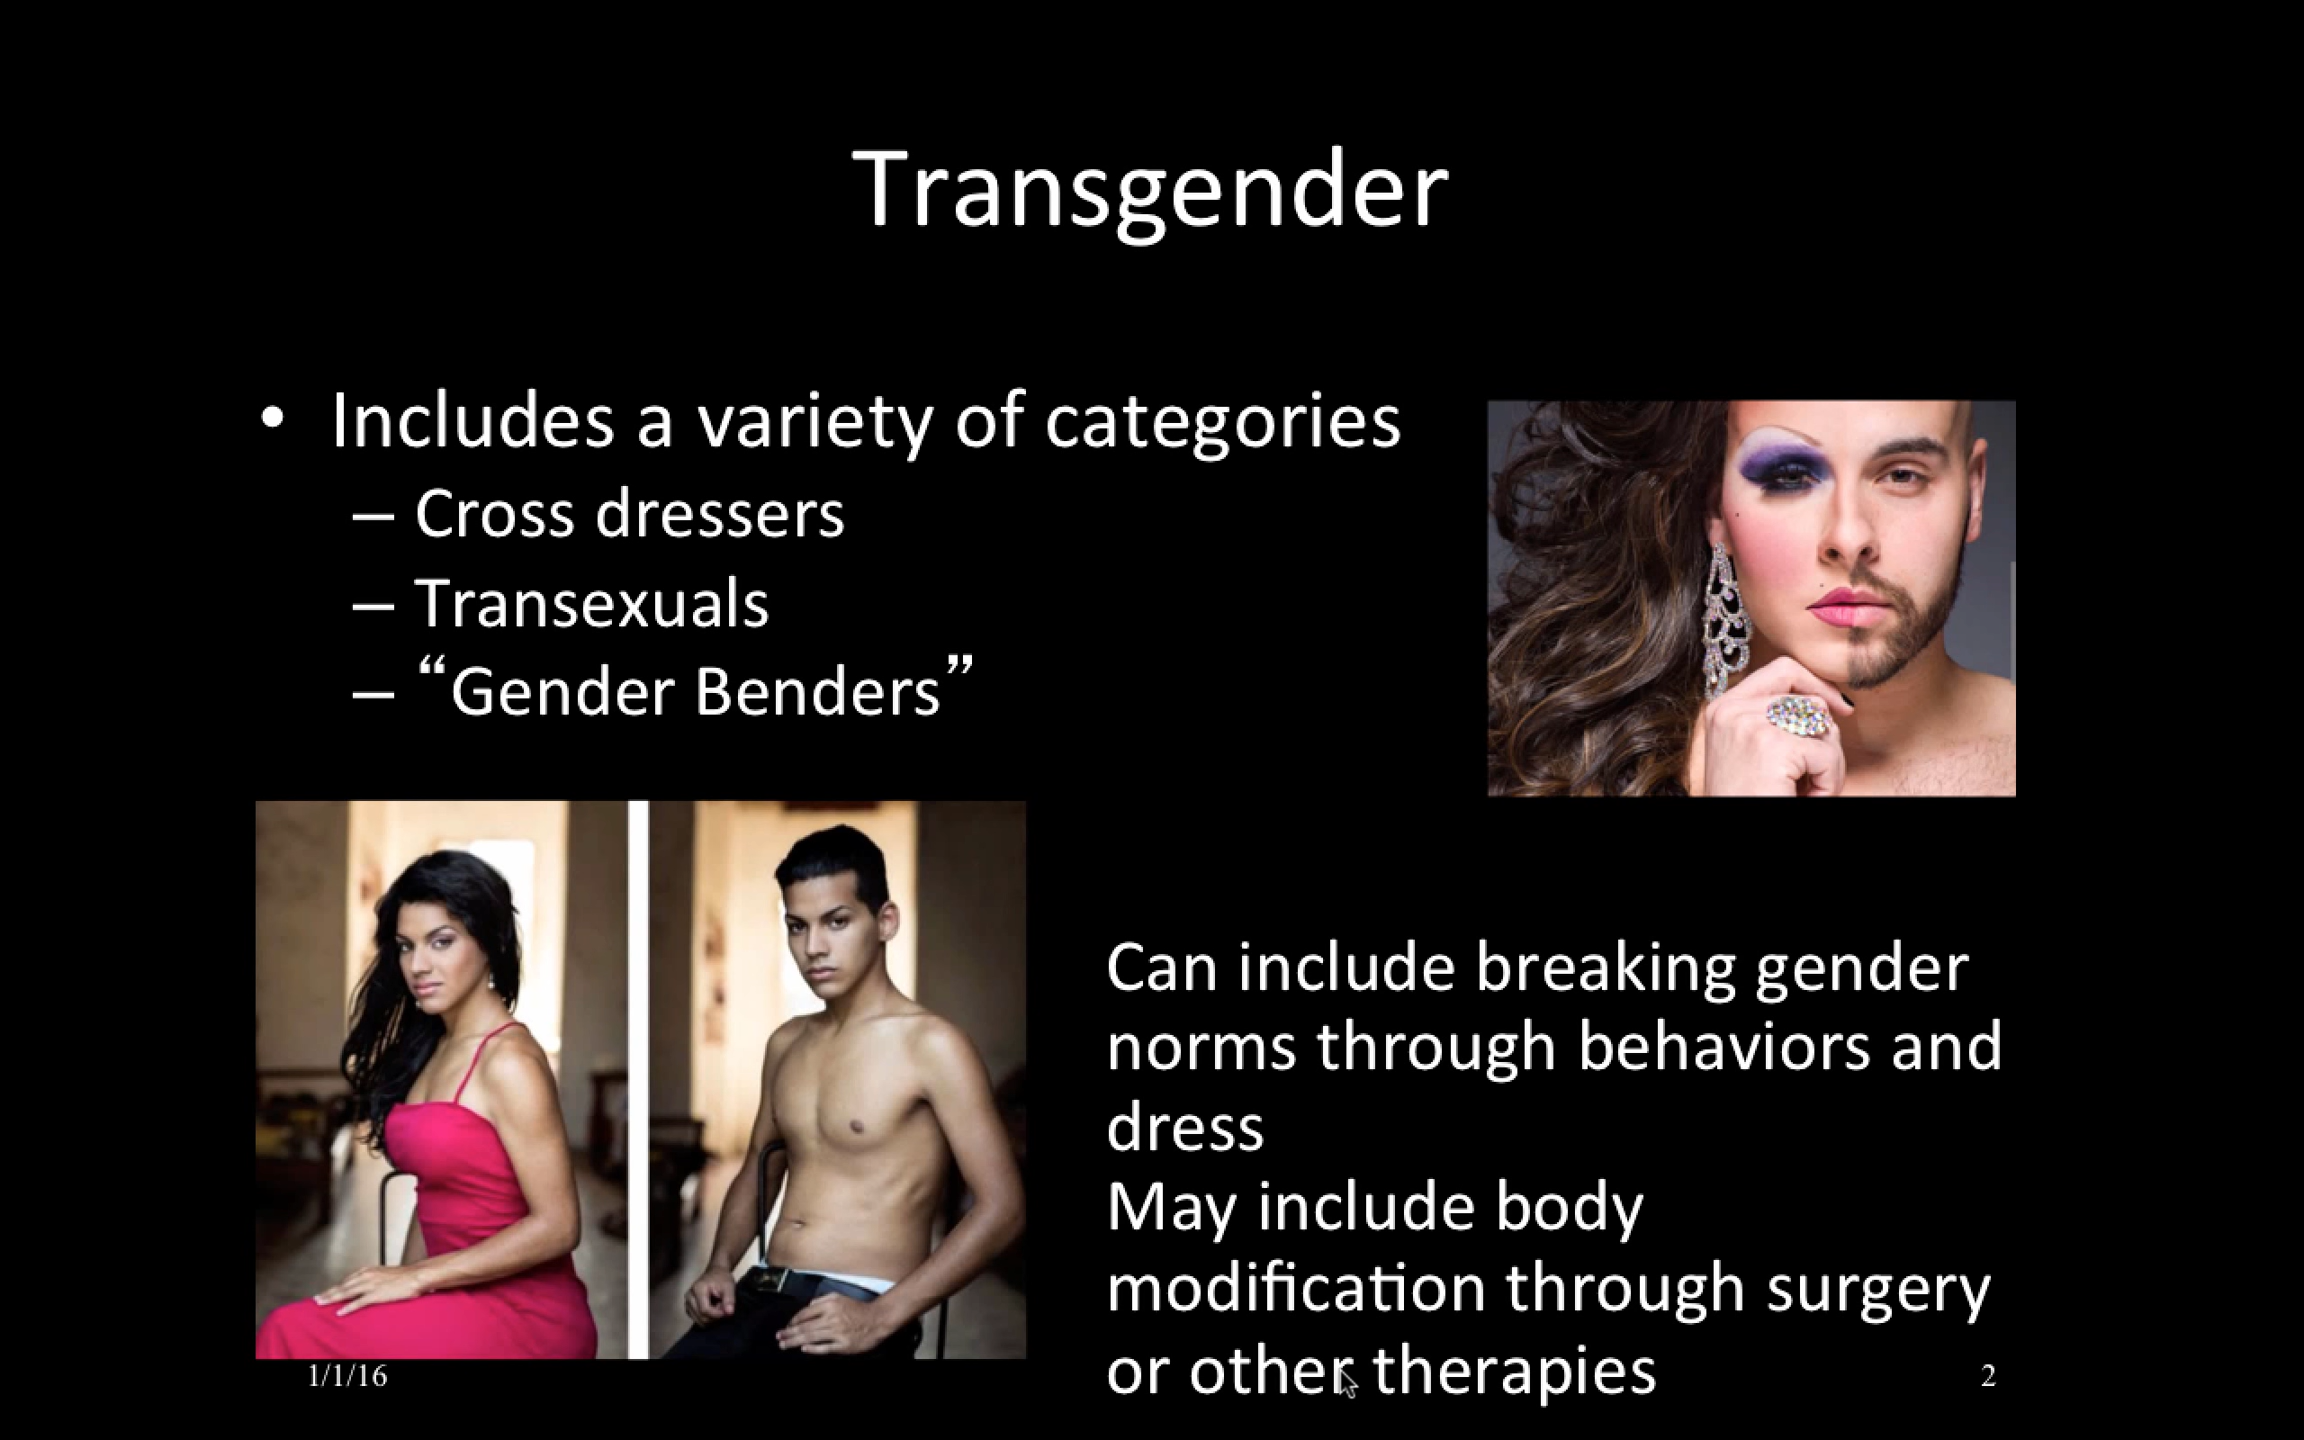 Transgender
• Includes a variety of categories
– Cross dressers
– Transexuals
– “Gender Benders”
Can include breaking gender
norms through behaviors and
dress
May include body
modification through surgery
or other therapies
1/1/16
2